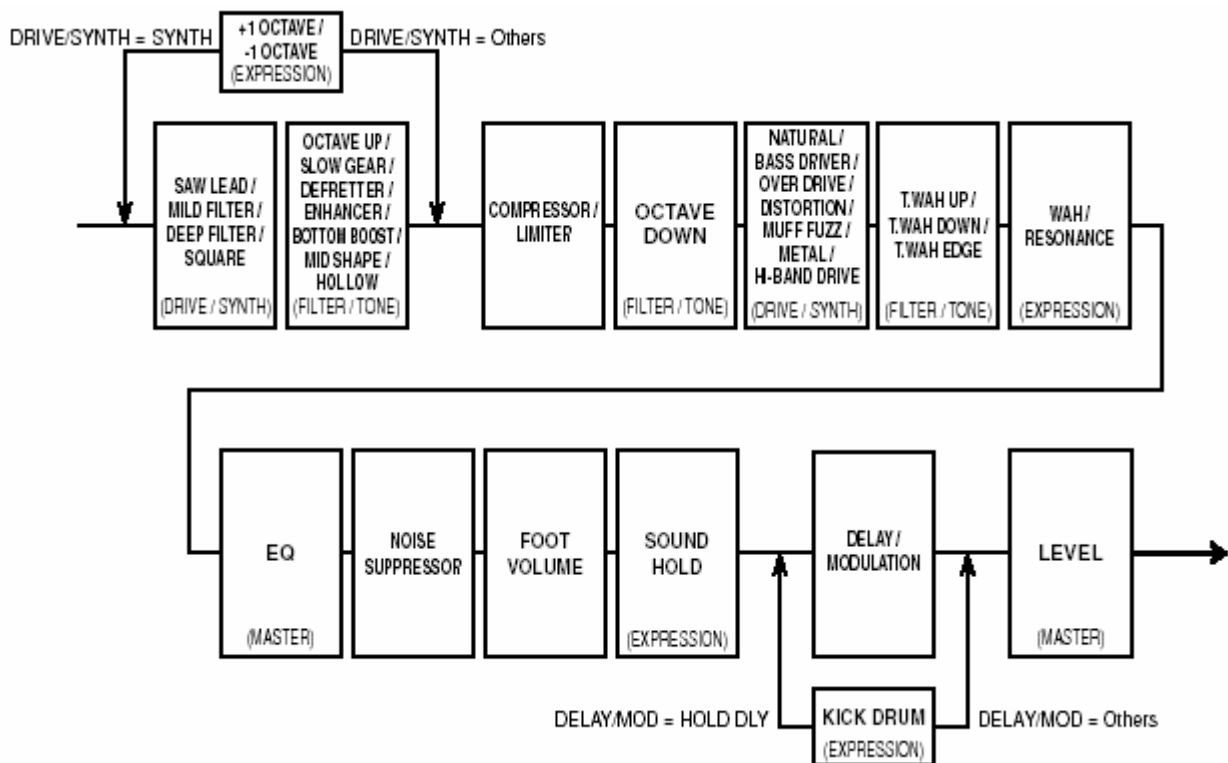 DRIVE/SYNTH = SYNTH
+1 OCTAVE /
-1 OCTAVE
(EXPRESSION)
DRIVE/SYNTH = Others
SAW LEAD /
MILD FILTER /
DEEP FILTER /
SQUARE
(DRIVE / SYNTH)
OCTAVE UP /
SLOW GEAR /
DEFRETTER /
ENHANCER /
BOTTOM BOOST /
MID SHAPE /
HOLLOW
(FILTER / TONE)
COMPRESSOR /
LIMITER
OCTAVE
DOWN
(FILTER / TONE)
NATURAL /
BASS DRIVER /
OVER DRIVE /
DISTORTION /
MUFF FUZZ /
METAL /
HI-BAND DRIVE
(DRIVE / SYNTH)
T.WAH UP /
T.WAH DOWN /
T.WAH EDGE
(FILTER / TONE)
WAH /
RESONANCE
(EXPRESSION)
EQ
(MASTER)
NOISE
SUPPRESSOR
FOOT
VOLUME
SOUND
HOLD
(EXPRESSION)
DELAY /
MODULATION
LEVEL
(MASTER)
DELAY/MOD = HOLD DLY
KICK DRUM
(EXPRESSION)
DELAY/MOD = Others